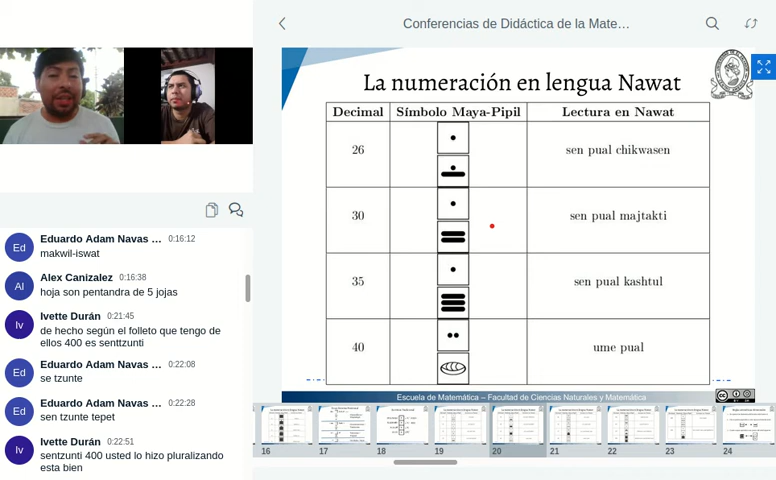 Conferencias de Didáctica de la Mate…
La numeración en lengua Nawat
Decimal Símbolo Maya-Pipil Lectura en Nawat
26 sen pual chikwasen
30 sen pual majtakti
35 sen pual kashtul
40 ume pual
Escuela de Matemática – Facultad de Ciencias Naturales y Matemática
16 17 18 19 20 21 22 23 24
Ed Eduardo Adam Navas … 0:16:12
makwil-iswat
Al Alex Canizalez 0:16:38
hoja son pentandra de 5 jojas
Iv Ivette Durán 0:21:45
de hecho según el folleto que tengo de
ellos 400 es senttzunti
Ed Eduardo Adam Navas … 0:22:08
se tzunte
Ed Eduardo Adam Navas … 0:22:28
sen tzunte tepet
Iv Ivette Durán 0:22:51
sentzunti 400 usted lo hizo pluralizando
esta bien